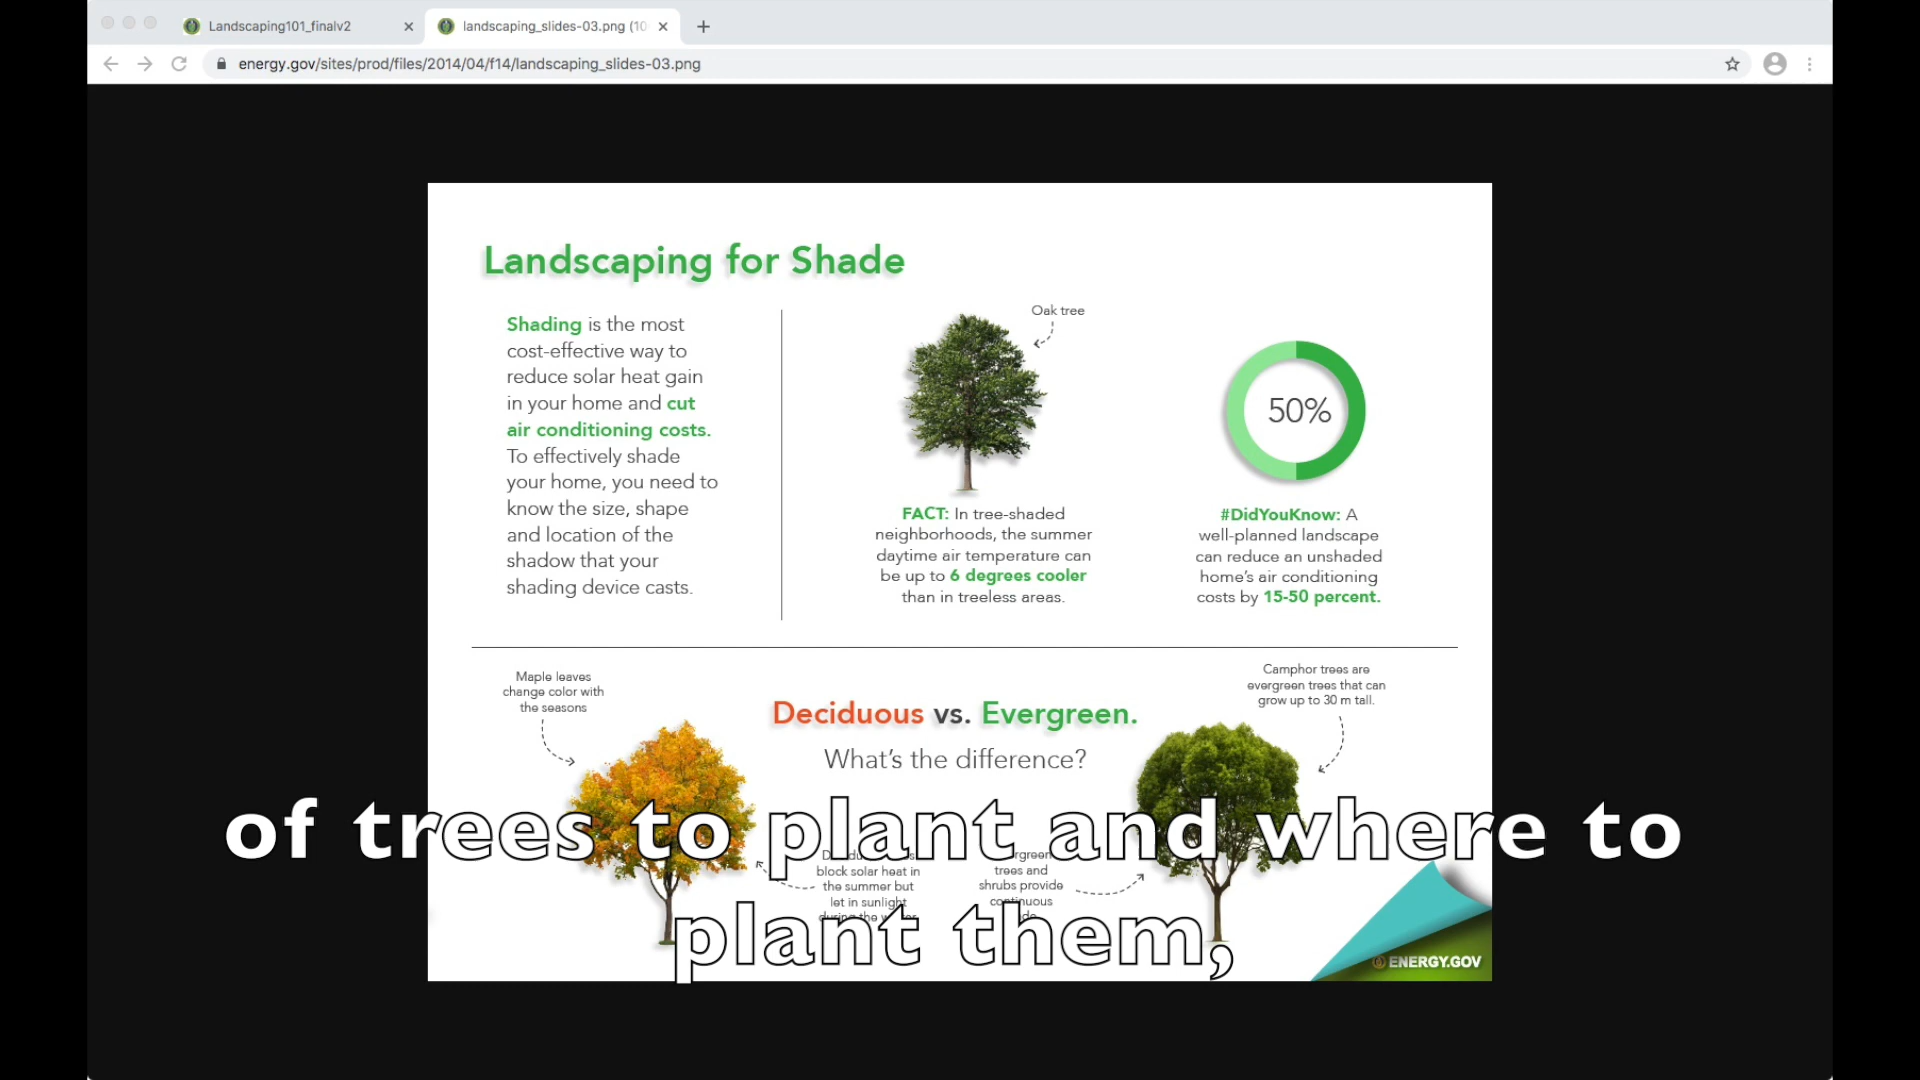 Landscaping101_finalv2
landscaping_slides-03.png (10
energy.gov/sites/prod/files/2014/04/f14/landscaping_slides-03.png
Landscaping for Shade
Shading is the most
cost-effective way to
reduce solar heat gain
in your home and cut
air conditioning costs.
To effectively shade
your home, you need to
know the size, shape
and location of the
shadow that your
shading device casts.
Oak tree
FACT: In tree-shaded
neighborhoods, the summer
daytime air temperature can
be up to 6 degrees cooler
than in treeless areas.
50%
#DidYouKnow: A
well-planned landscape
can reduce an unshaded
home's air conditioning
costs by 15-50 percent.
Maple leaves
change color with
the seasons
Deciduous vs. Evergreen.
What's the difference?
Camphor trees are
evergreen trees that can
grow up to 30 m tall.
block solar heat in
the summer but
let in sunlight
during the
trees and
shrubs provide
continuous
of trees to plant and where to
plant them,
ENERGY.GOV